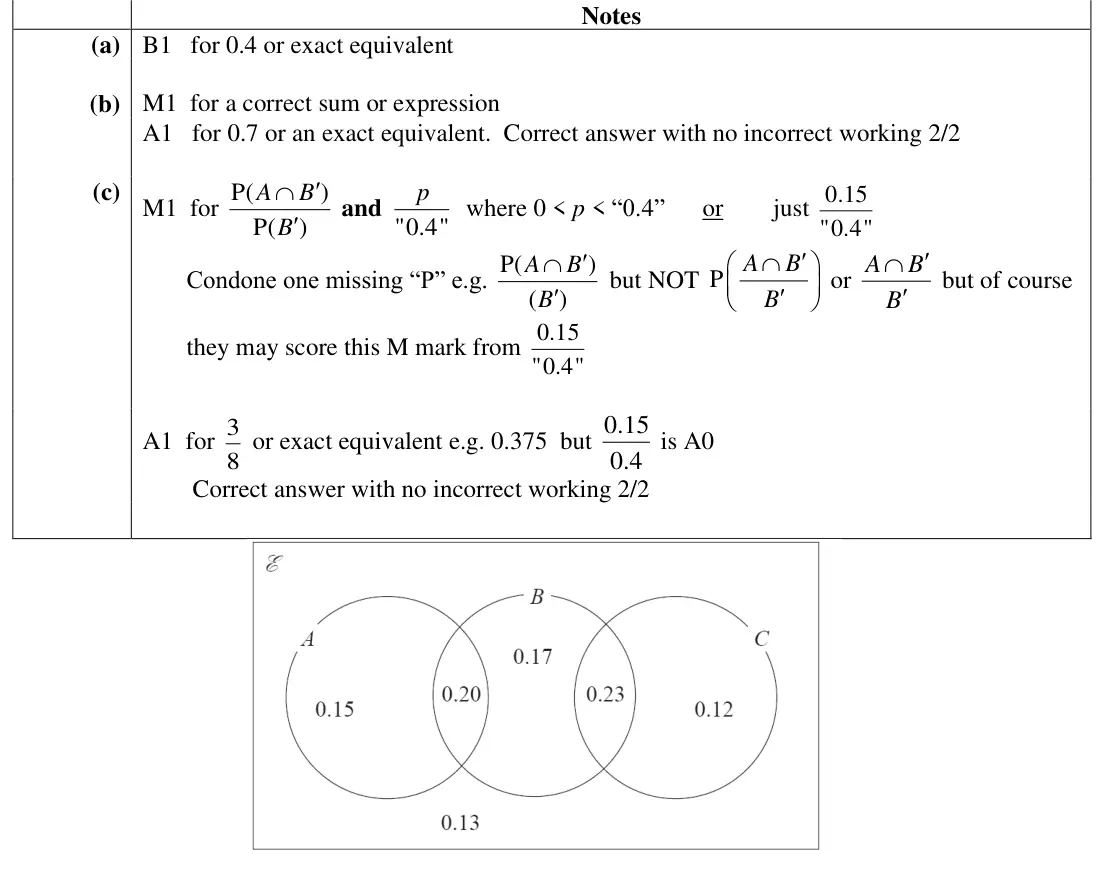 Notes
(a) B1 for 0.4 or exact equivalent
(b) M1 for a correct sum or expression
A1 for 0.7 or an exact equivalent. Correct answer with no incorrect working 2/2
(c) M1 for P(A ∩ B′)/P(B′) and p/"0.4" where 0 < p < “0.4” or just 0.15/"0.4"
Condone one missing “P” e.g. P(A ∩ B′)/(B′) but NOT P(A ∩ B′/B′) or A ∩ B′/B′ but of course
they may score this M mark from 0.15/"0.4"
A1 for 3/8 or exact equivalent e.g. 0.375 but 0.15/0.4 is A0
Correct answer with no incorrect working 2/2
ℰ
B
A C
0.17
0.20 0.23
0.15 0.12
0.13